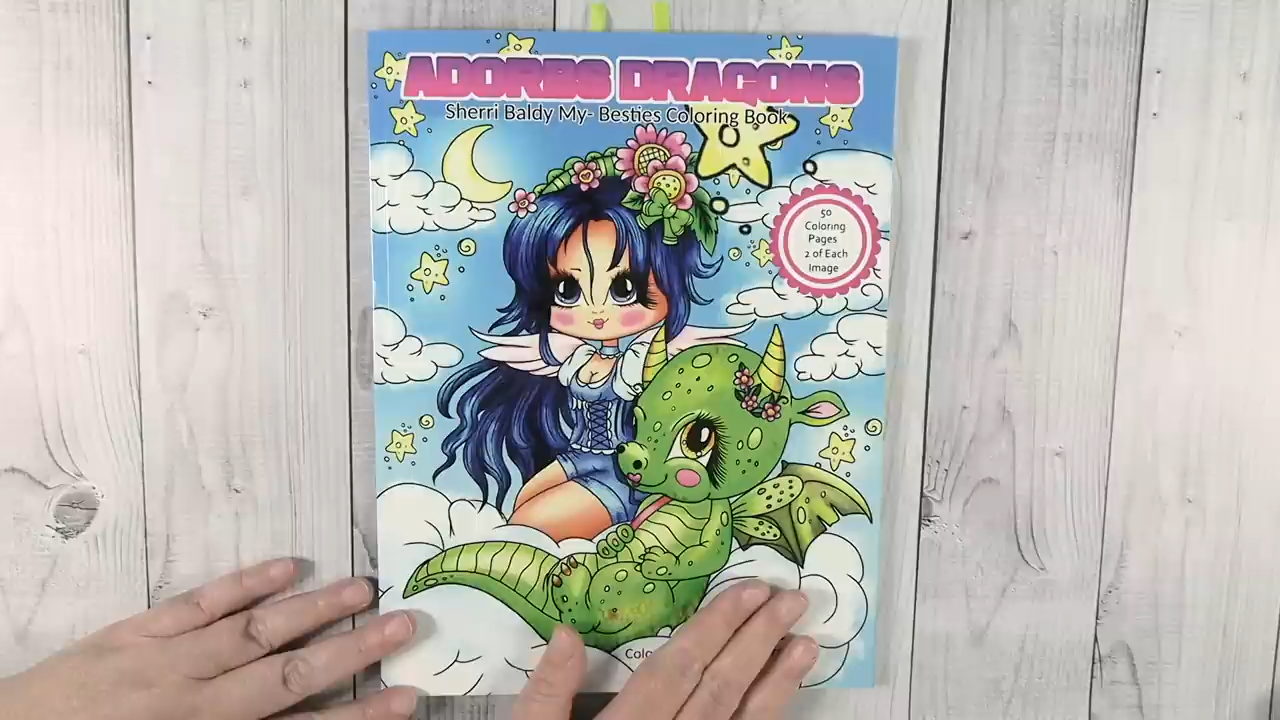 ADORBS DRAGONS
Sherri Baldy My- Besties Coloring Book
50
Coloring
Pages
2 of Each
Image